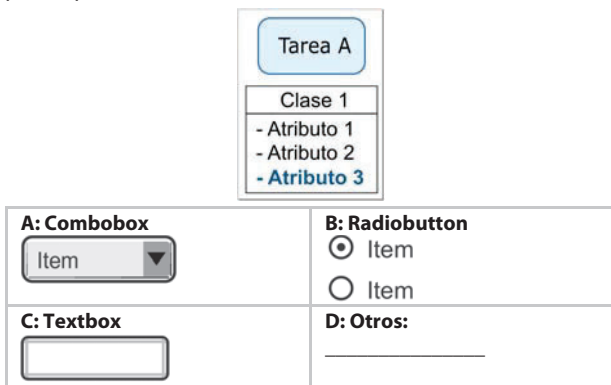 Tarea A
Clase 1
- Atributo 1
- Atributo 2
- Atributo 3
A: Combobox
Item
B: Radiobutton
Item
Item
C: Textbox
D: Otros: